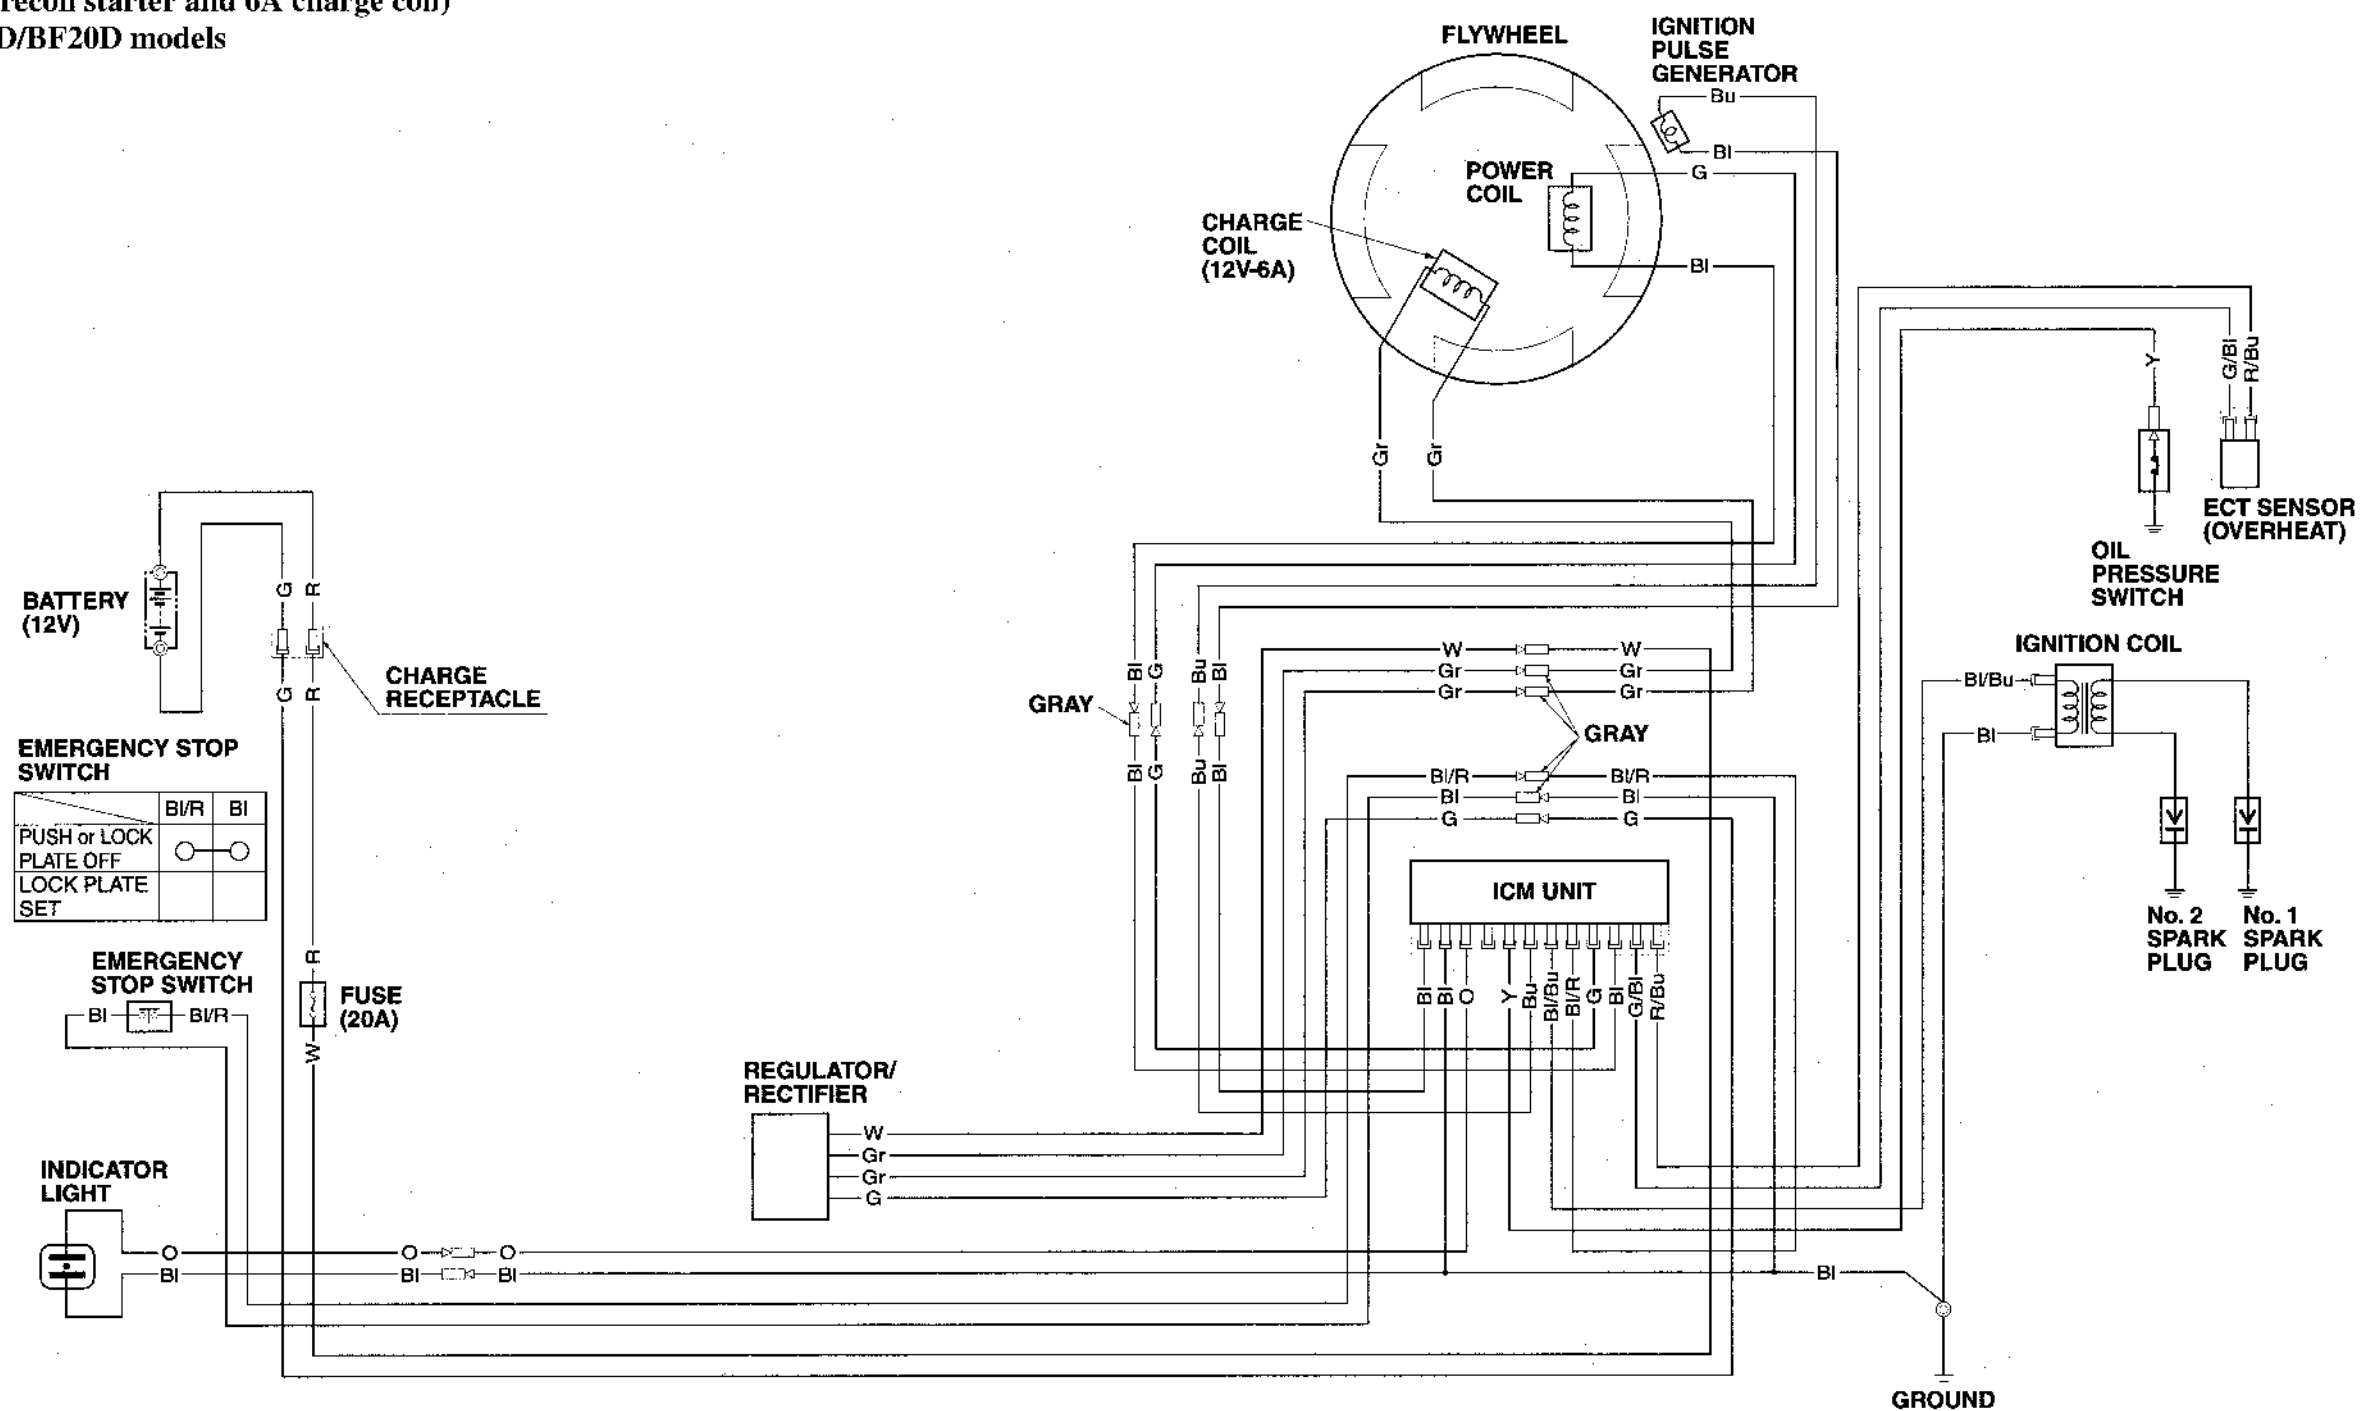 recoil starter and 6A charge coil)
D/BF20D models
FLYWHEEL
IGNITION
PULSE
GENERATOR
Bu
Bl
G
POWER
COIL
Bl
CHARGE
COIL
(12V-6A)
Gr
Gr
Y
G/Bl
R/Bu
ECT SENSOR
(OVERHEAT)
OIL
PRESSURE
SWITCH
BATTERY
(12V)
G
R
G
R
CHARGE
RECEPTACLE
Bl
G
Bu
Bl
GRAY
Bl
G
Bu
Bl
W
W
Gr
Gr
Gr
Gr
GRAY
Bl/R
Bl/R
Bl
Bl
G
G
IGNITION COIL
Bl/Bu
Bl
EMERGENCY STOP
SWITCH
Bl/R
Bl
PUSH or LOCK
PLATE OFF
LOCK PLATE
SET
ICM UNIT
Bl
Bl
O
Y
Bu
Bl/Bu
Bl/R
G
Bl
G/Bl
R/Bu
No. 2
SPARK
PLUG
No. 1
SPARK
PLUG
EMERGENCY
STOP SWITCH
Bl
Bl/R
R
FUSE
(20A)
W
REGULATOR/
RECTIFIER
W
Gr
Gr
G
INDICATOR
LIGHT
O
O
O
Bl
Bl
Bl
Bl
GROUND